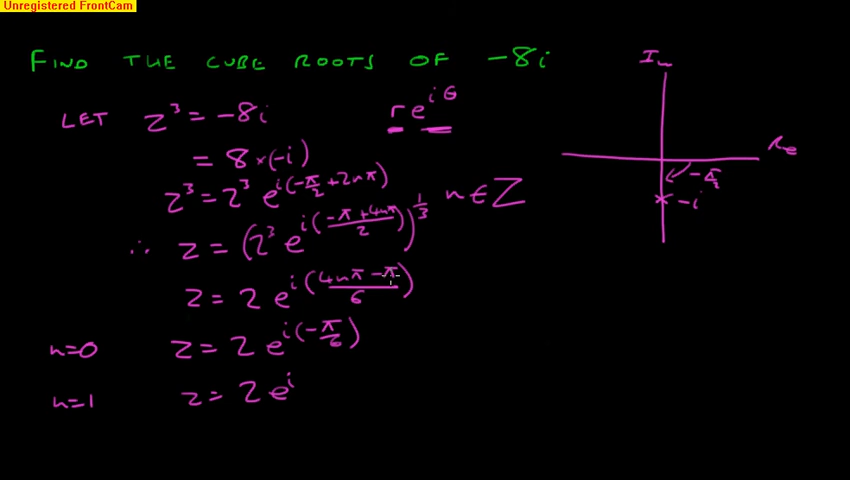 Unregistered FrontCam
FIND THE CUBE ROOTS OF -8i
LET z³ = -8i
re^{iθ}
= 8×(-i)
z³ = 2³ e^{i(-π/2 + 2nπ)} n∈Z
∴ z = (2³ e^{i((-π+4nπ)/2)})^{1/3}
z = 2 e^{i((4nπ-π)/6)}
n=0 z = 2 e^{i(-π/6)}
n=1 z = 2 e^{i}
Im
Re
-π/2
-i